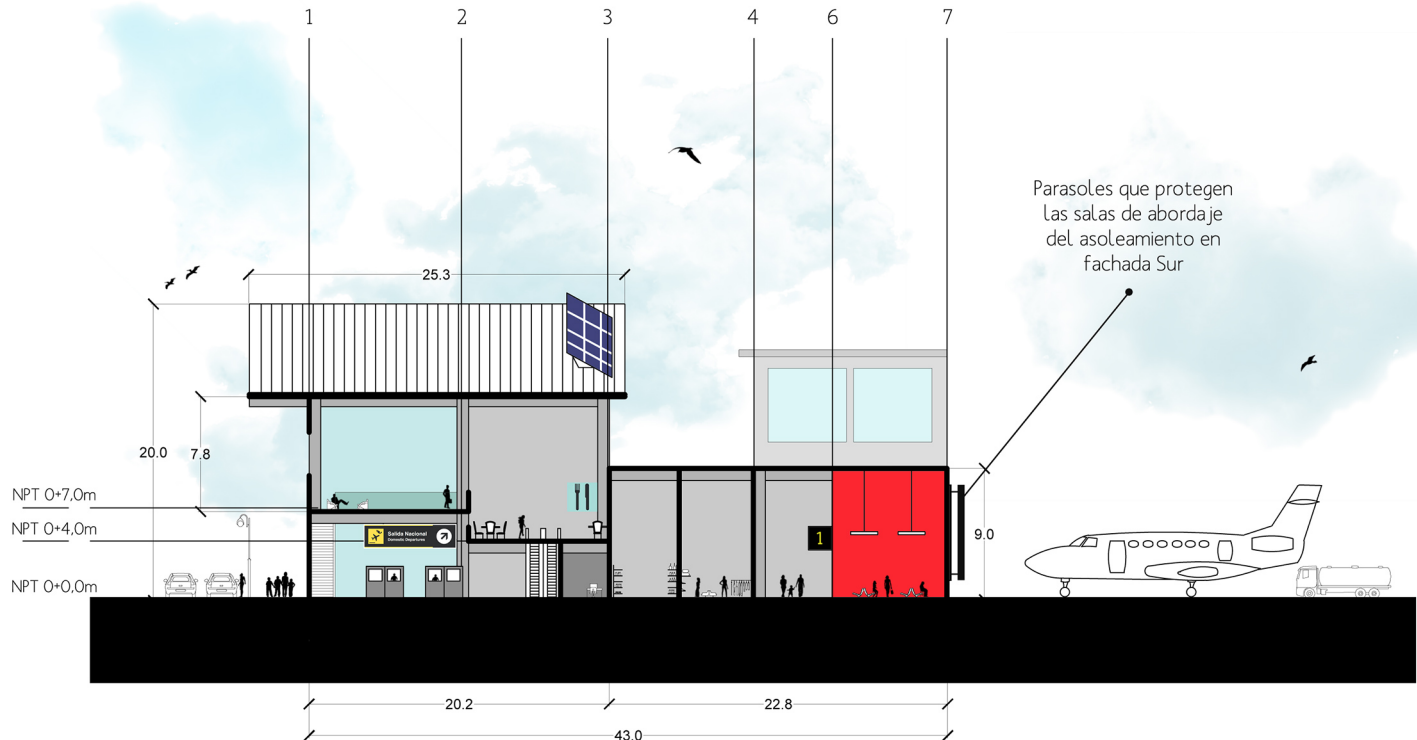 1 2 3 4 6 7
Parasoles que protegen
las salas de abordaje
del asoleamiento en
fachada Sur
25.3
20.0
7.8
NPT 0+7,0m
NPT 0+4,0m
NPT 0+0,0m
Salida Nacional
Domestic Departures
1
9.0
20.2
22.8
43.0